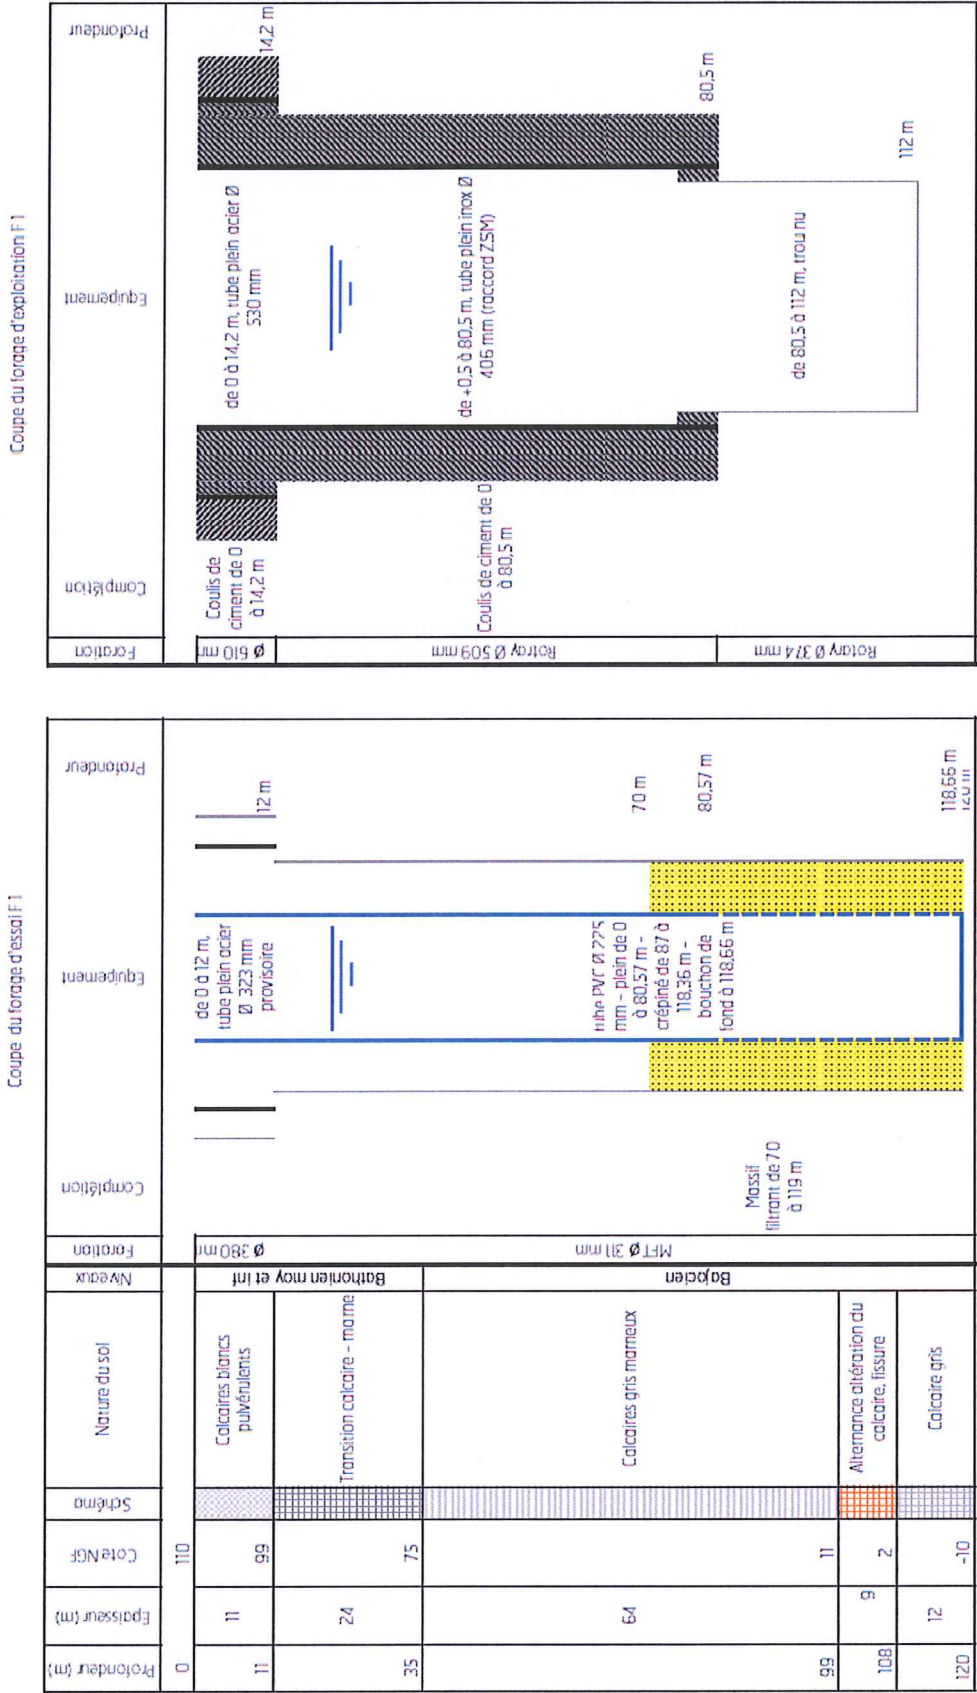 Coupe du forage d'essai F1
Coupe du forage d'exploitation F1
Profondeur (m)
Epaisseur (m)
Cote NGF
Schéma
Nature du sol
Niveaux
Foration
Complétion
Equipement
Profondeur
Foration
Complétion
Equipement
Profondeur
0
110
11
11
99
Calcaires blancs
pulvérulents
35
24
75
Transition calcaire - marne
Bathonien moy et inf
99
64
11
Calcaires gris marneux
108
9
2
Alternance altération du
calcaire, fissure
120
12
-10
Calcaire gris
Bajocien
Ø 380 mm
MFT Ø 311 mm
Massif
filtrant de 70
à 119 m
de 0 à 12 m,
tube plein acier
Ø 323 mm
provisoire
tube PVC Ø 225
mm - plein de 0
à 80,57 m -
crépiné de 87 à
118,36 m -
bouchon de
fond à 118,66 m
12 m
70 m
80,57 m
118,66 m
120 m
Ø 610 mm
Rotray Ø 509 mm
Rotary Ø 374 mm
Coulis de
ciment de 0
à 14,2 m
Coulis de ciment de 0
à 80,5 m
de 0 à 14,2 m, tube plein acier Ø
530 mm
de +0,5 à 80,5 m, tube plein inox Ø
406 mm (raccord ZSM)
de 80,5 à 112 m, trou nu
14,2 m
80,5 m
112 m